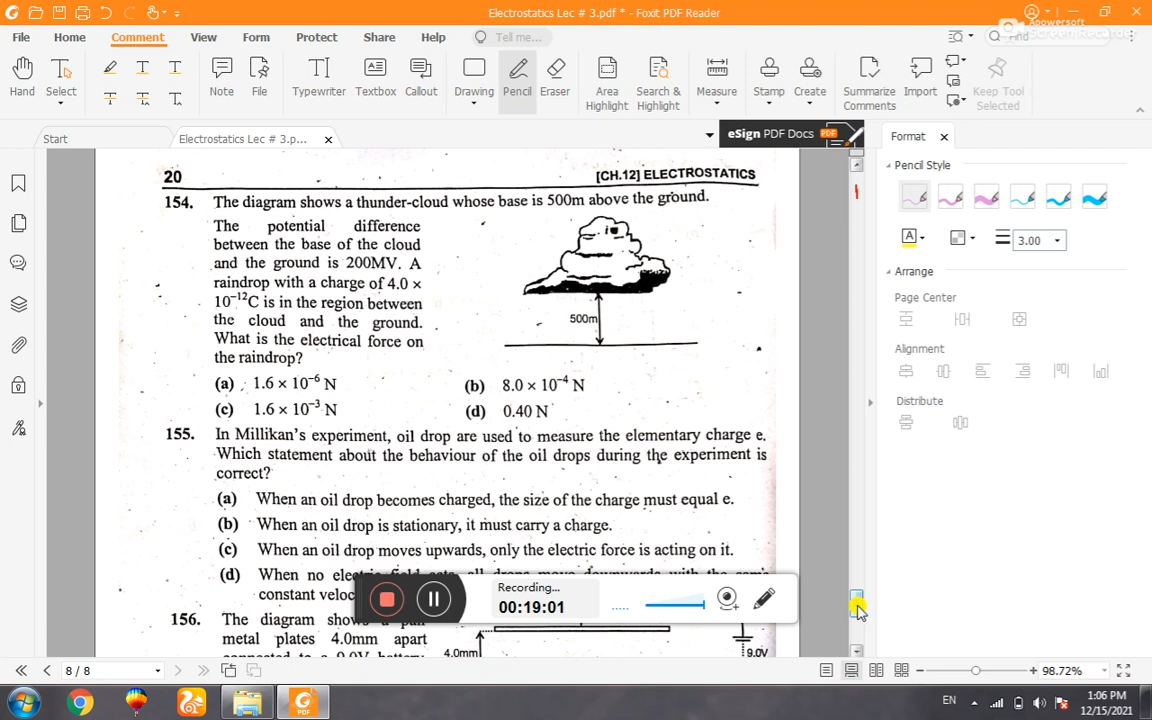 Electrostatics Lec # 3.pdf * - Foxit PDF Reader
Apowersoft
Screen Recorder
File Home Comment View Form Protect Share Help Tell me... Find
Hand Select Note File Typewriter Textbox Callout Drawing Pencil Eraser Area Highlight Search & Highlight Measure Stamp Create Summarize Comments Import Keep Tool Selected
Start Electrostatics Lec # 3.p... eSign PDF Docs PDF Format
20 [CH.12] ELECTROSTATICS
154. The diagram shows a thunder-cloud whose base is 500m above the ground.
The potential difference
between the base of the cloud
and the ground is 200MV. A
raindrop with a charge of 4.0 ×
10⁻¹²C is in the region between
the cloud and the ground.
What is the electrical force on
the raindrop?
500m
(a) 1.6 × 10⁻⁶ N (b) 8.0 × 10⁻⁴ N
(c) 1.6 × 10⁻³ N (d) 0.40 N
155. In Millikan's experiment, oil drop are used to measure the elementary charge e.
Which statement about the behaviour of the oil drops during the experiment is
correct?
(a) When an oil drop becomes charged, the size of the charge must equal e.
(b) When an oil drop is stationary, it must carry a charge.
(c) When an oil drop moves upwards, only the electric force is acting on it.
(d) When no
constant
156. The diagram
metal plates 4.0mm apart
4.0mm
9.0V
Recording...
00:19:01
Pencil Style
3.00
Arrange
Page Center
Alignment
Distribute
8 / 8 98.72%
EN 1:06 PM
12/15/2021